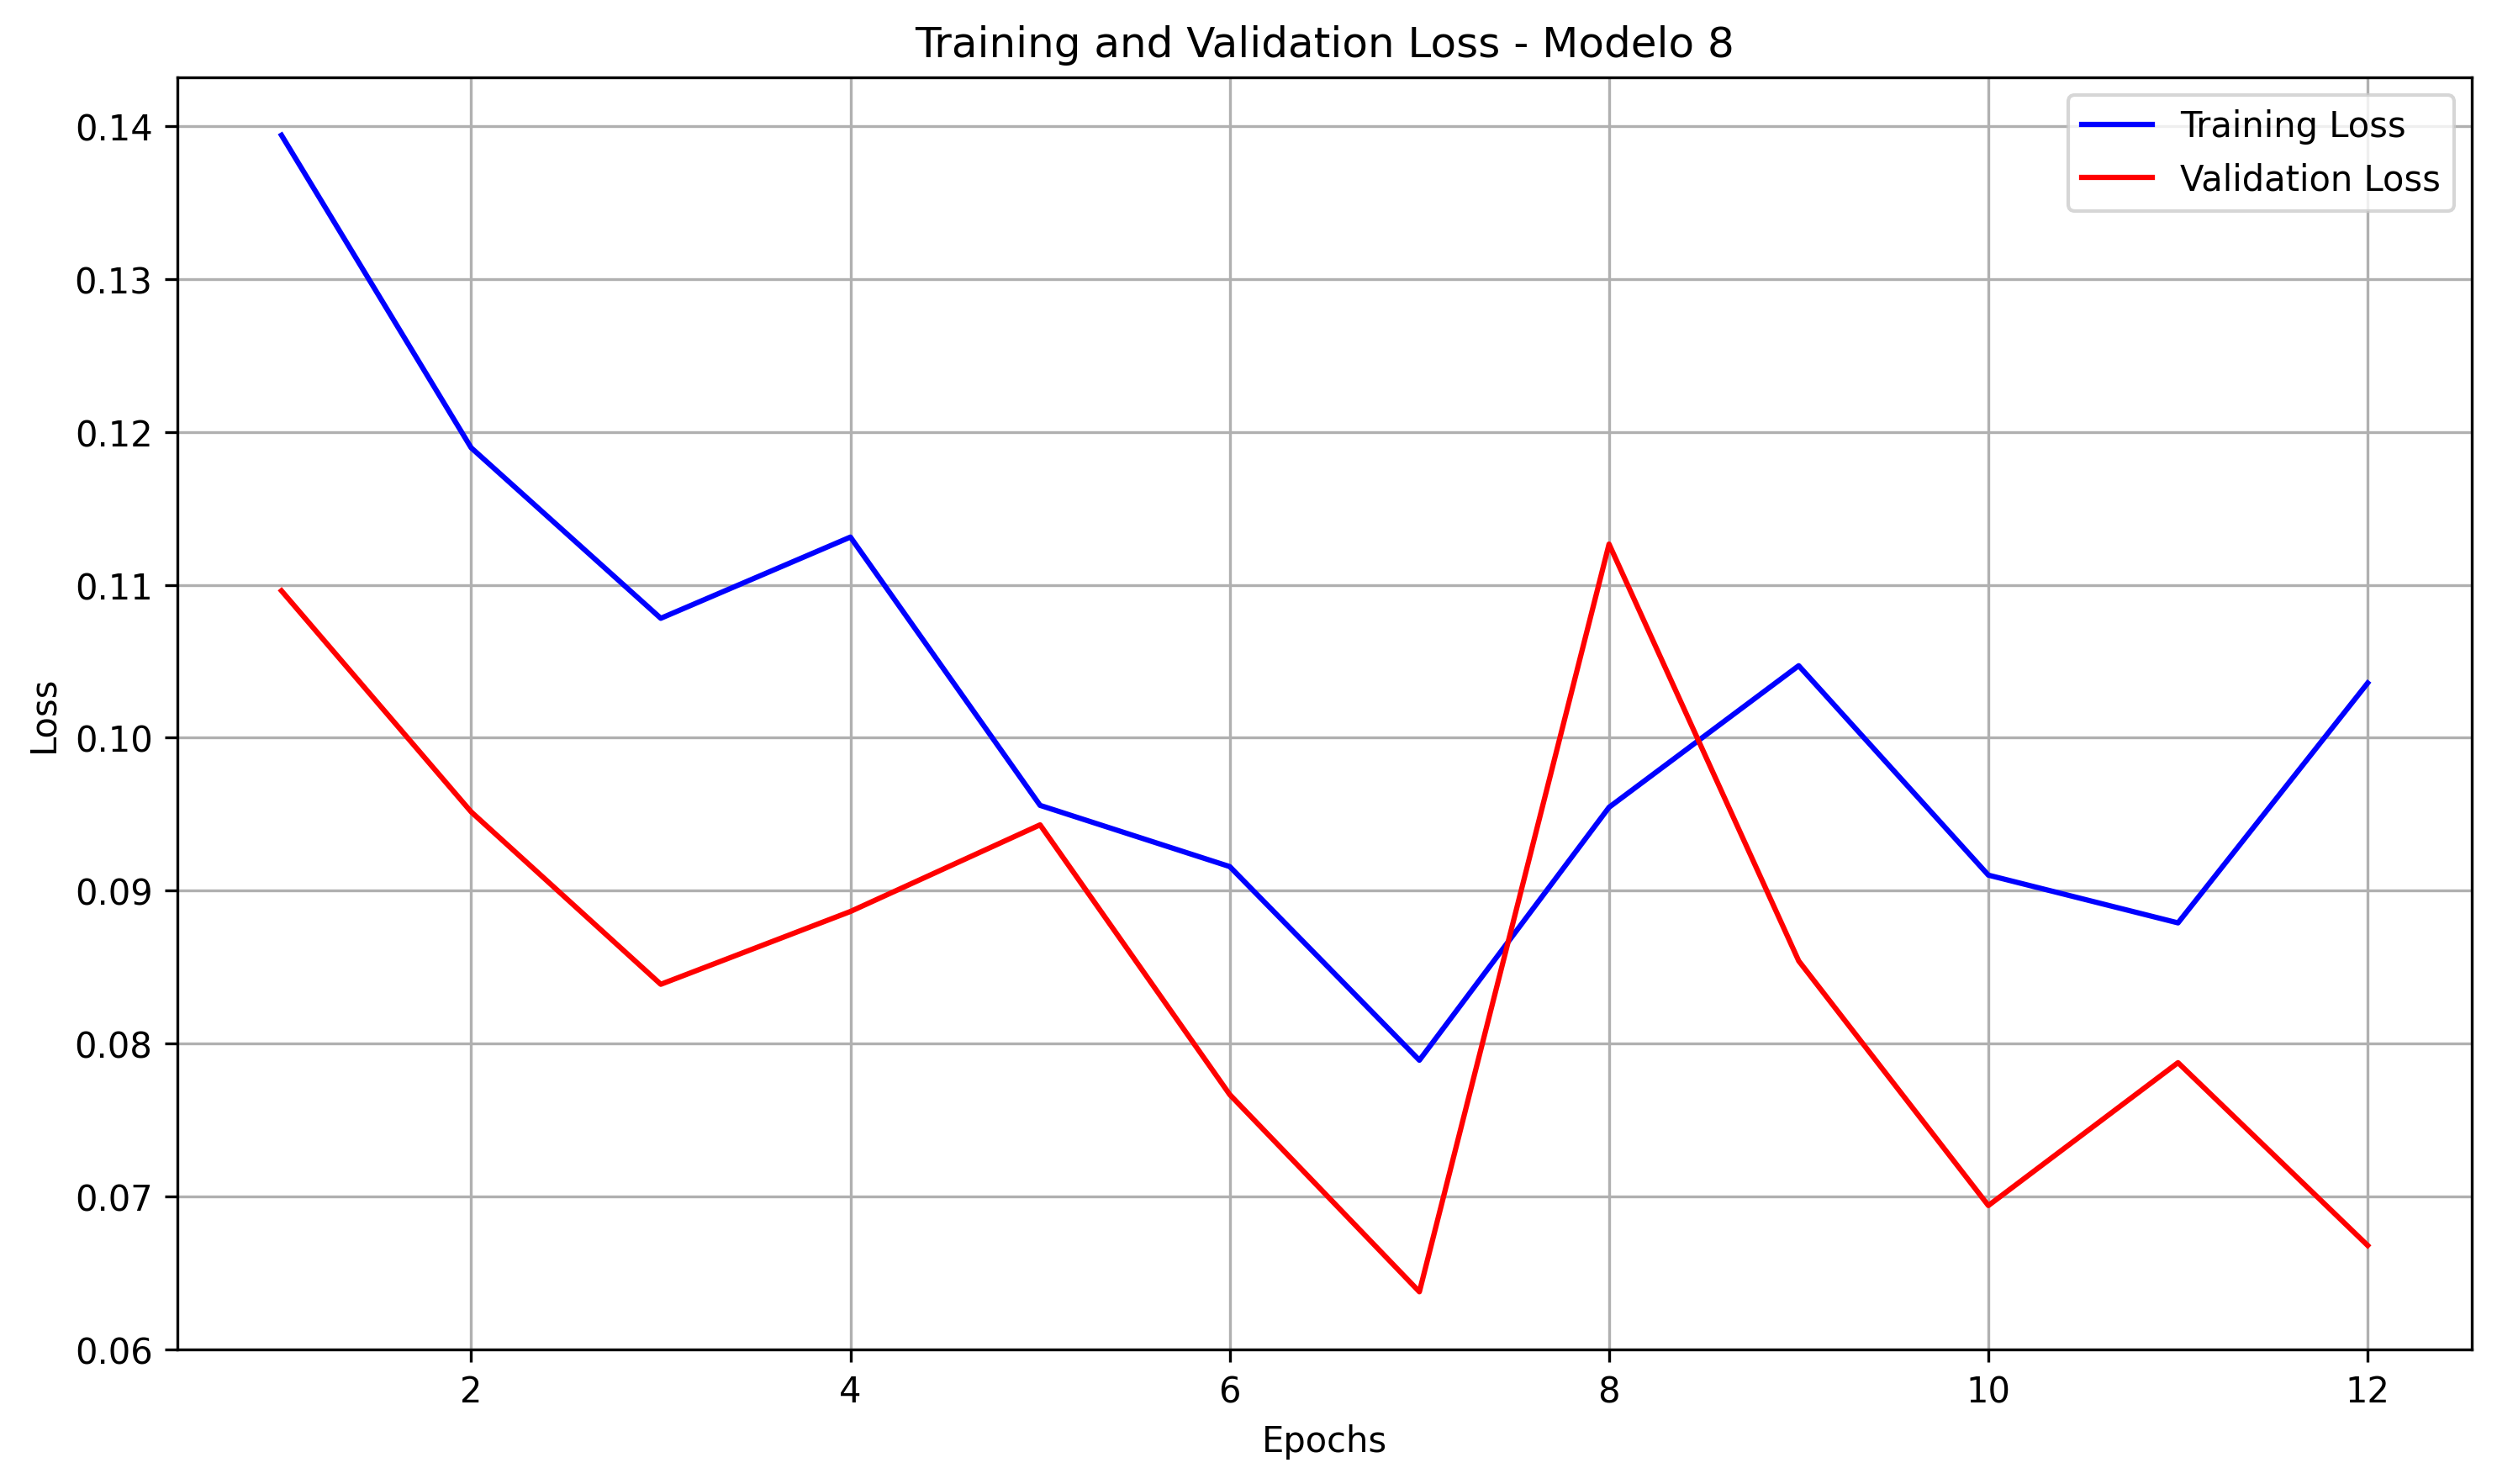 Training and Validation Loss - Modelo 8
Training Loss
Validation Loss
0.14
0.13
0.12
0.11
0.10
0.09
0.08
0.07
0.06
Loss
2 4 6 8 10 12
Epochs